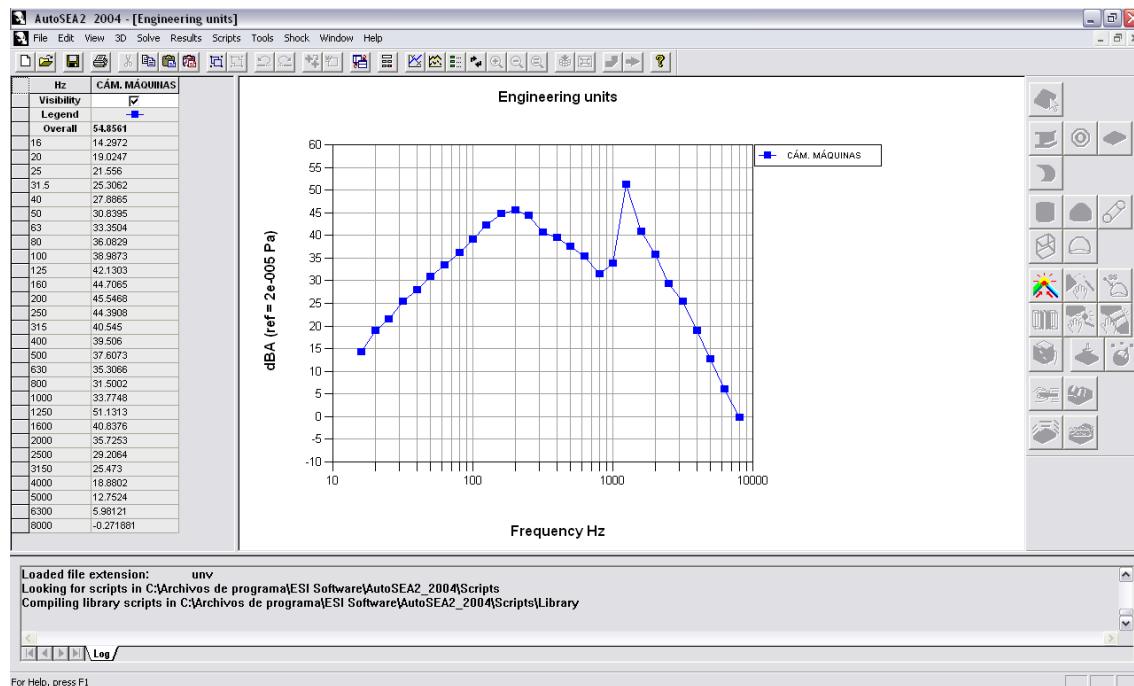 AutoSEA2 2004 - [Engineering units]
File Edit View 3D Solve Results Scripts Tools Shock Window Help
Hz CÁM. MÁQUINAS
Visibility
Legend
Overall 54.8561
16 14.2972
20 19.0247
25 21.556
31.5 25.3062
40 27.8865
50 30.8395
63 33.3504
80 36.0829
100 38.9873
125 42.1303
160 44.7065
200 45.5468
250 44.3908
315 40.545
400 39.506
500 37.6073
630 35.3066
800 31.5002
1000 33.7748
1250 51.1313
1600 40.8376
2000 35.7253
2500 29.2064
3150 25.473
4000 18.8802
5000 12.7524
6300 5.98121
8000 -0.271881
Engineering units
CÁM. MÁQUINAS
dBA (ref = 2e-005 Pa)
60
55
50
45
40
35
30
25
20
15
10
5
0
-5
-10
10 100 1000 10000
Frequency Hz
Loaded file extension: unv
Looking for scripts in C:\Archivos de programa\ESI Software\AutoSEA2_2004\Scripts
Compiling library scripts in C:\Archivos de programa\ESI Software\AutoSEA2_2004\Scripts\Library
Log
For Help, press F1